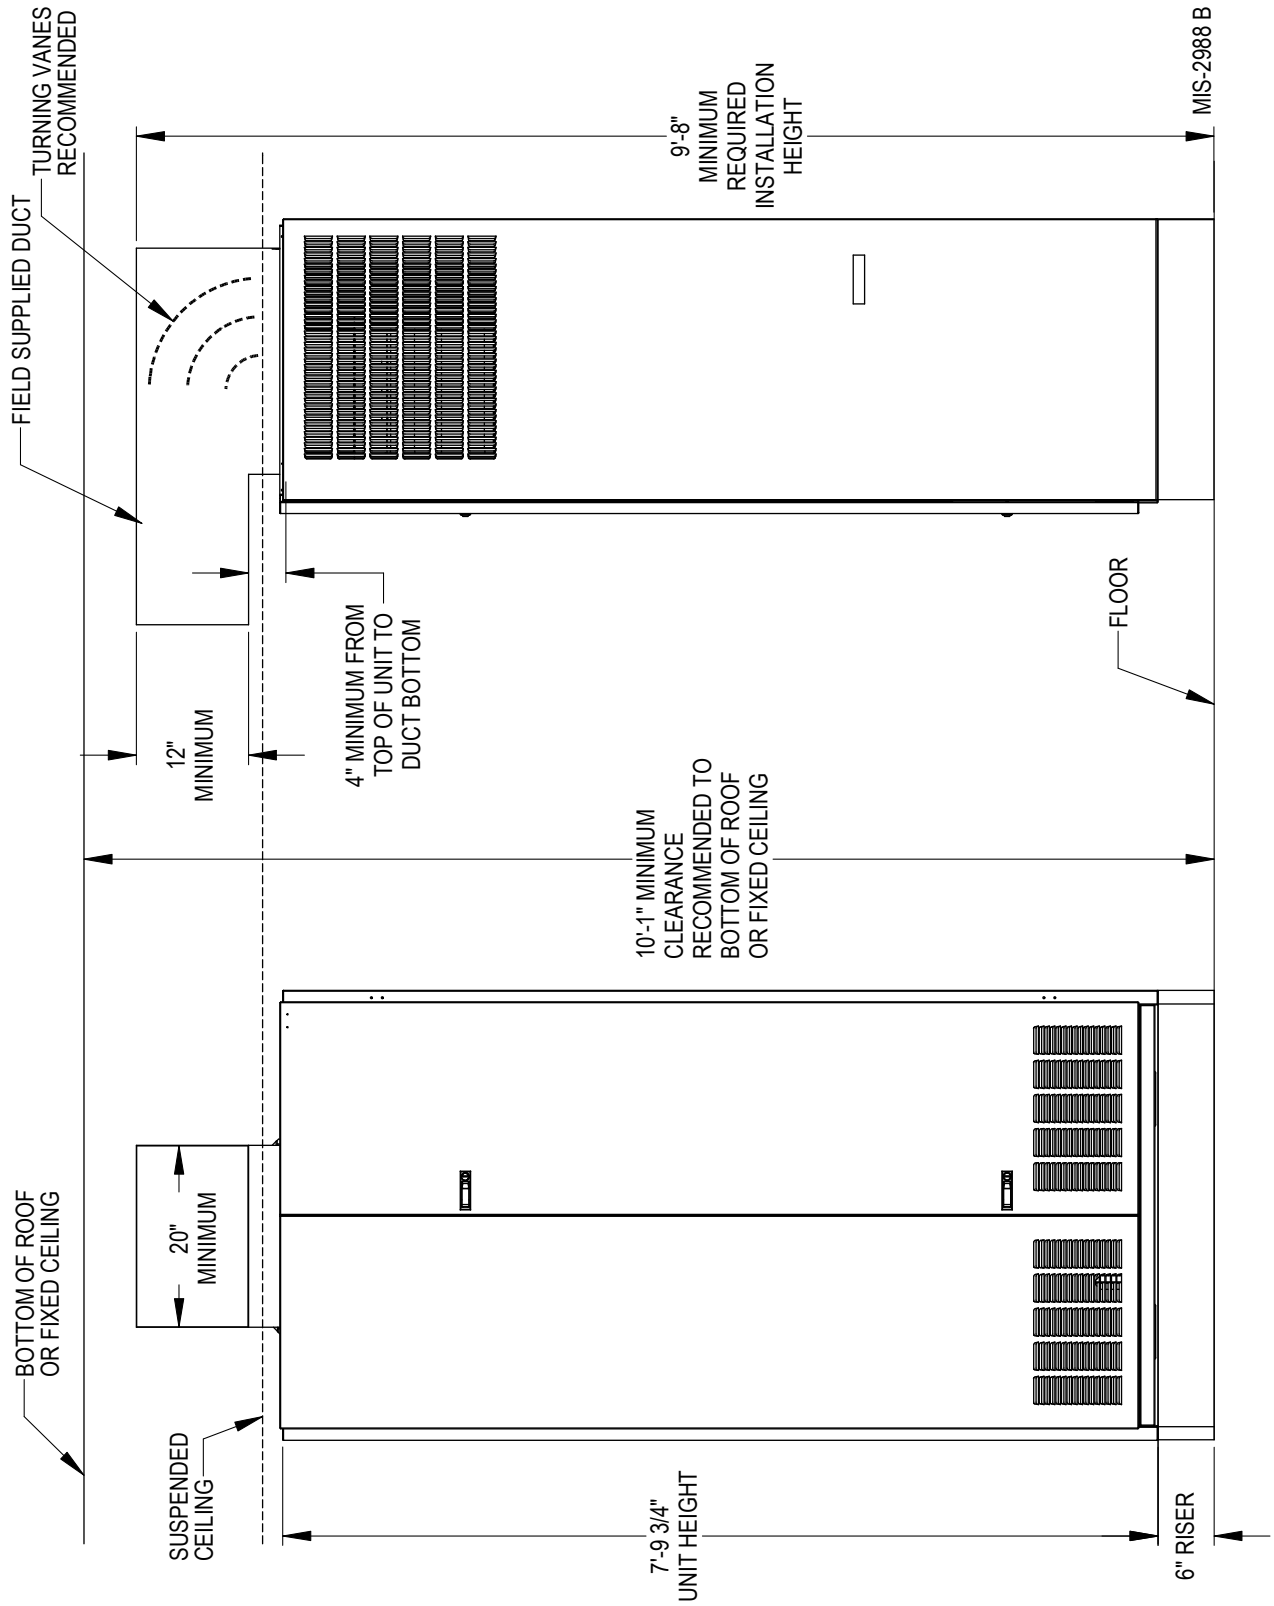 BOTTOM OF ROOF
OR FIXED CEILING
SUSPENDED
CEILING
20"
MINIMUM
7'-9 3/4"
UNIT HEIGHT
6" RISER
10'-1" MINIMUM
CLEARANCE
RECOMMENDED TO
BOTTOM OF ROOF
OR FIXED CEILING
12"
MINIMUM
4" MINIMUM FROM
TOP OF UNIT TO
DUCT BOTTOM
FLOOR
FIELD SUPPLIED DUCT
TURNING VANES
RECOMMENDED
9'-8"
MINIMUM
REQUIRED
INSTALLATION
HEIGHT
MIS-2988 B